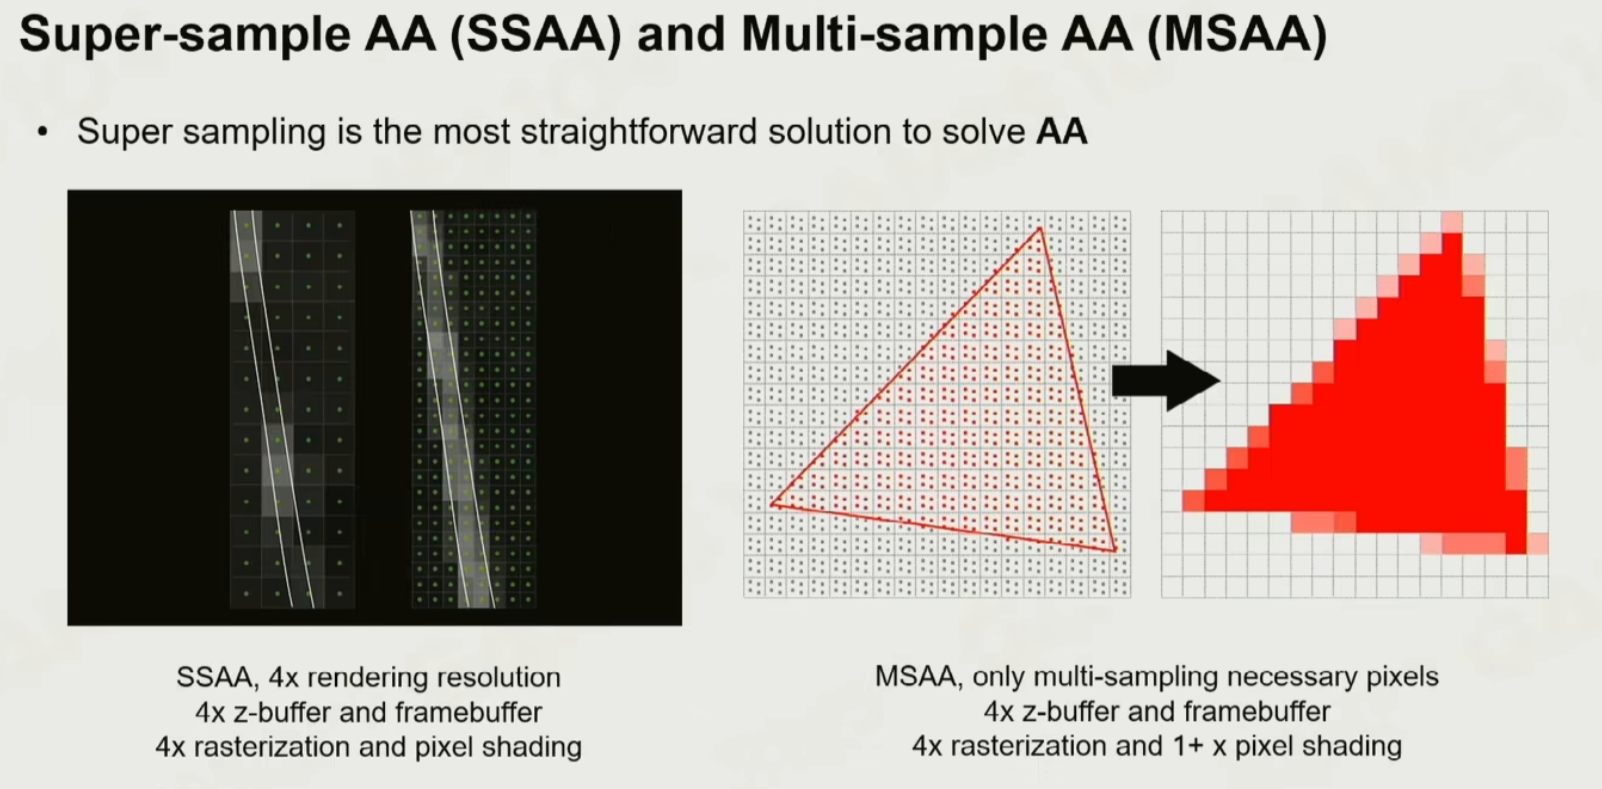 Super-sample AA (SSAA) and Multi-sample AA (MSAA)
• Super sampling is the most straightforward solution to solve AA
SSAA, 4x rendering resolution
4x z-buffer and framebuffer
4x rasterization and pixel shading
MSAA, only multi-sampling necessary pixels
4x z-buffer and framebuffer
4x rasterization and 1+ x pixel shading